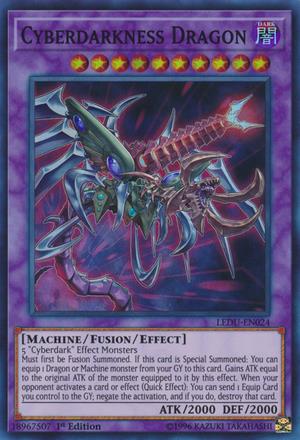 CYBERDARKNESS DRAGON
DARK
闇
LEDU-EN024
[MACHINE/FUSION/EFFECT]
5 "Cyberdark" Effect Monsters
Must first be Fusion Summoned. If this card is Special Summoned: You can
equip 1 Dragon or Machine monster from your GY to this card. Gains ATK equal
to the original ATK of the monster equipped to it by this effect. When your
opponent activates a card or effect (Quick Effect): You can send 1 Equip Card
you control to the GY; negate the activation, and if you do, destroy that card.
ATK/2000 DEF/2000
18967507 1st Edition ©1996 KAZUKI TAKAHASHI